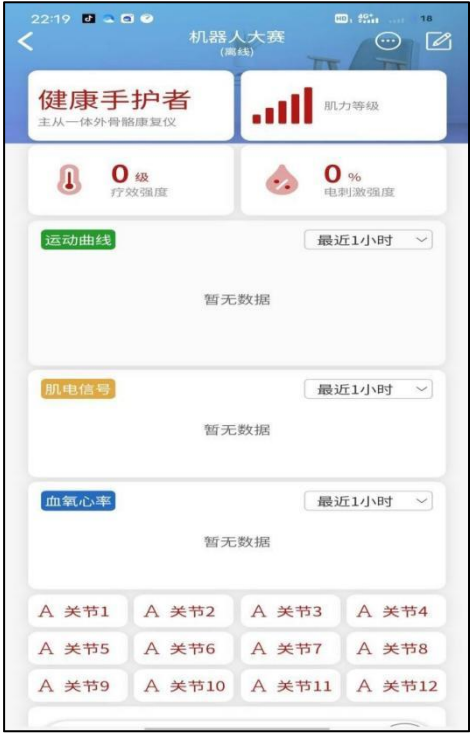 22:19 HD 4G+ 18
机器人大赛
(离线)
健康手护者
主从一体外骨骼康复仪
肌力等级
0 级
疗效强度
0 %
电刺激强度
运动曲线 最近1小时
暂无数据
肌电信号 最近1小时
暂无数据
血氧心率 最近1小时
暂无数据
A 关节1 A 关节2 A 关节3 A 关节4
A 关节5 A 关节6 A 关节7 A 关节8
A 关节9 A 关节10 A 关节11 A 关节12